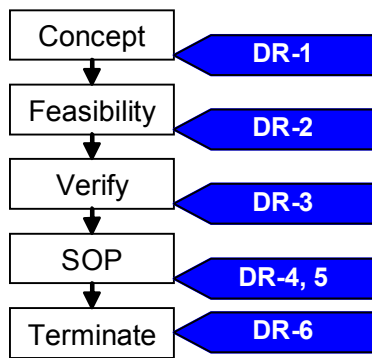 Concept
DR-1
Feasibility
DR-2
Verify
DR-3
SOP
DR-4, 5
Terminate
DR-6